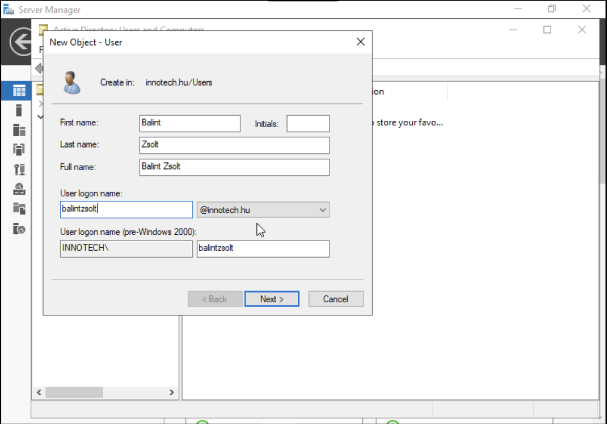 Server Manager
Active Directory Users and Computers
New Object - User
Create in: innotech.hu/Users
First name: Balint Initials:
Last name: Zsolt
Full name: Balint Zsolt
User logon name:
balintzsolt @innotech.hu
User logon name (pre-Windows 2000):
INNOTECH\ balintzsolt
< Back Next > Cancel
store your favo...